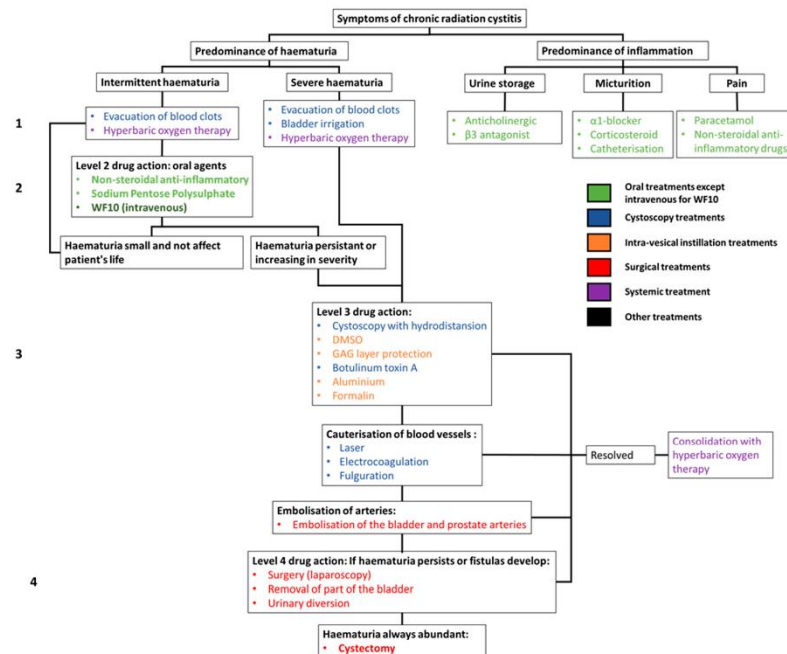 Symptoms of chronic radiation cystitis
Predominance of haematuria
Predominance of inflammation
Intermittent haematuria
Severe haematuria
Urine storage
Micturition
Pain
1
• Evacuation of blood clots
• Hyperbaric oxygen therapy
• Evacuation of blood clots
• Bladder irrigation
• Hyperbaric oxygen therapy
• Anticholinergic
• β3 antagonist
• α1-blocker
• Corticosteroid
• Catheterisation
• Paracetamol
• Non-steroidal anti-
inflammatory drugs
2
Level 2 drug action: oral agents
• Non-steroidal anti-inflammatory
• Sodium Pentose Polysulphate
• WF10 (intravenous)
Haematuria small and not affect
patient's life
Haematuria persistant or
increasing in severity
Oral treatments except
intravenous for WF10
Cystoscopy treatments
Intra-vesical instillation treatments
Surgical treatments
Systemic treatment
Other treatments
3
Level 3 drug action:
• Cystoscopy with hydrodistansion
• DMSO
• GAG layer protection
• Botulinum toxin A
• Aluminium
• Formalin
Cauterisation of blood vessels :
• Laser
• Electrocoagulation
• Fulguration
Resolved
Consolidation with
hyperbaric oxygen
therapy
Embolisation of arteries:
• Embolisation of the bladder and prostate arteries
4
Level 4 drug action: If haematuria persists or fistulas develop:
• Surgery (laparoscopy)
• Removal of part of the bladder
• Urinary diversion
Haematuria always abundant:
• Cystectomy